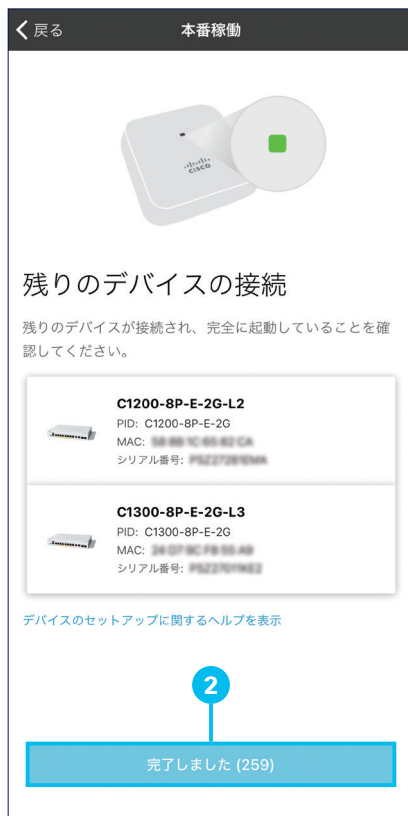 戻る
本番稼働
CISCO
残りのデバイスの接続
残りのデバイスが接続され、完全に起動していることを確
認してください。
C1200-8P-E-2G-L2
PID: C1200-8P-E-2G
MAC:
シリアル番号:
C1300-8P-E-2G-L3
PID: C1300-8P-E-2G
MAC:
シリアル番号:
デバイスのセットアップに関するヘルプを表示
2
完了しました (259)